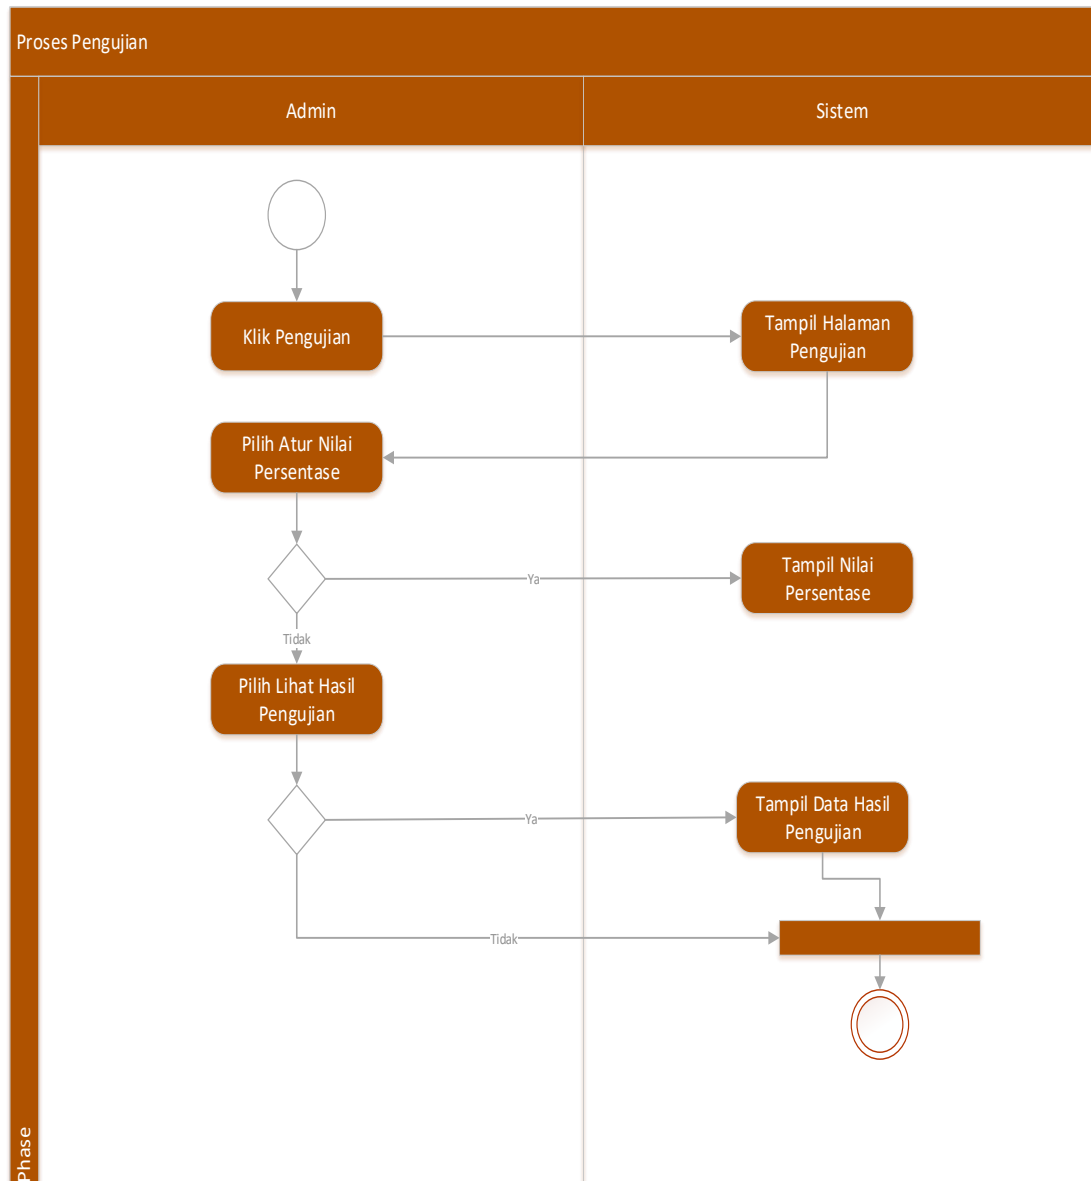 Proses Pengujian
Admin
Sistem
Klik Pengujian
Tampil Halaman
Pengujian
Pilih Atur Nilai
Persentase
Ya
Tampil Nilai
Persentase
Tidak
Pilih Lihat Hasil
Pengujian
Ya
Tampil Data Hasil
Pengujian
Tidak
Phase